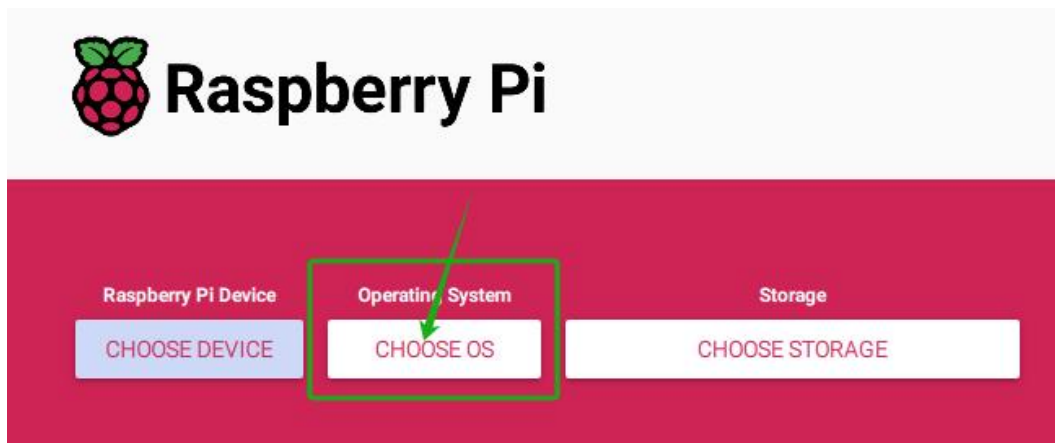 Raspberry Pi
Raspberry Pi Device
Operating System
Storage
CHOOSE DEVICE
CHOOSE OS
CHOOSE STORAGE